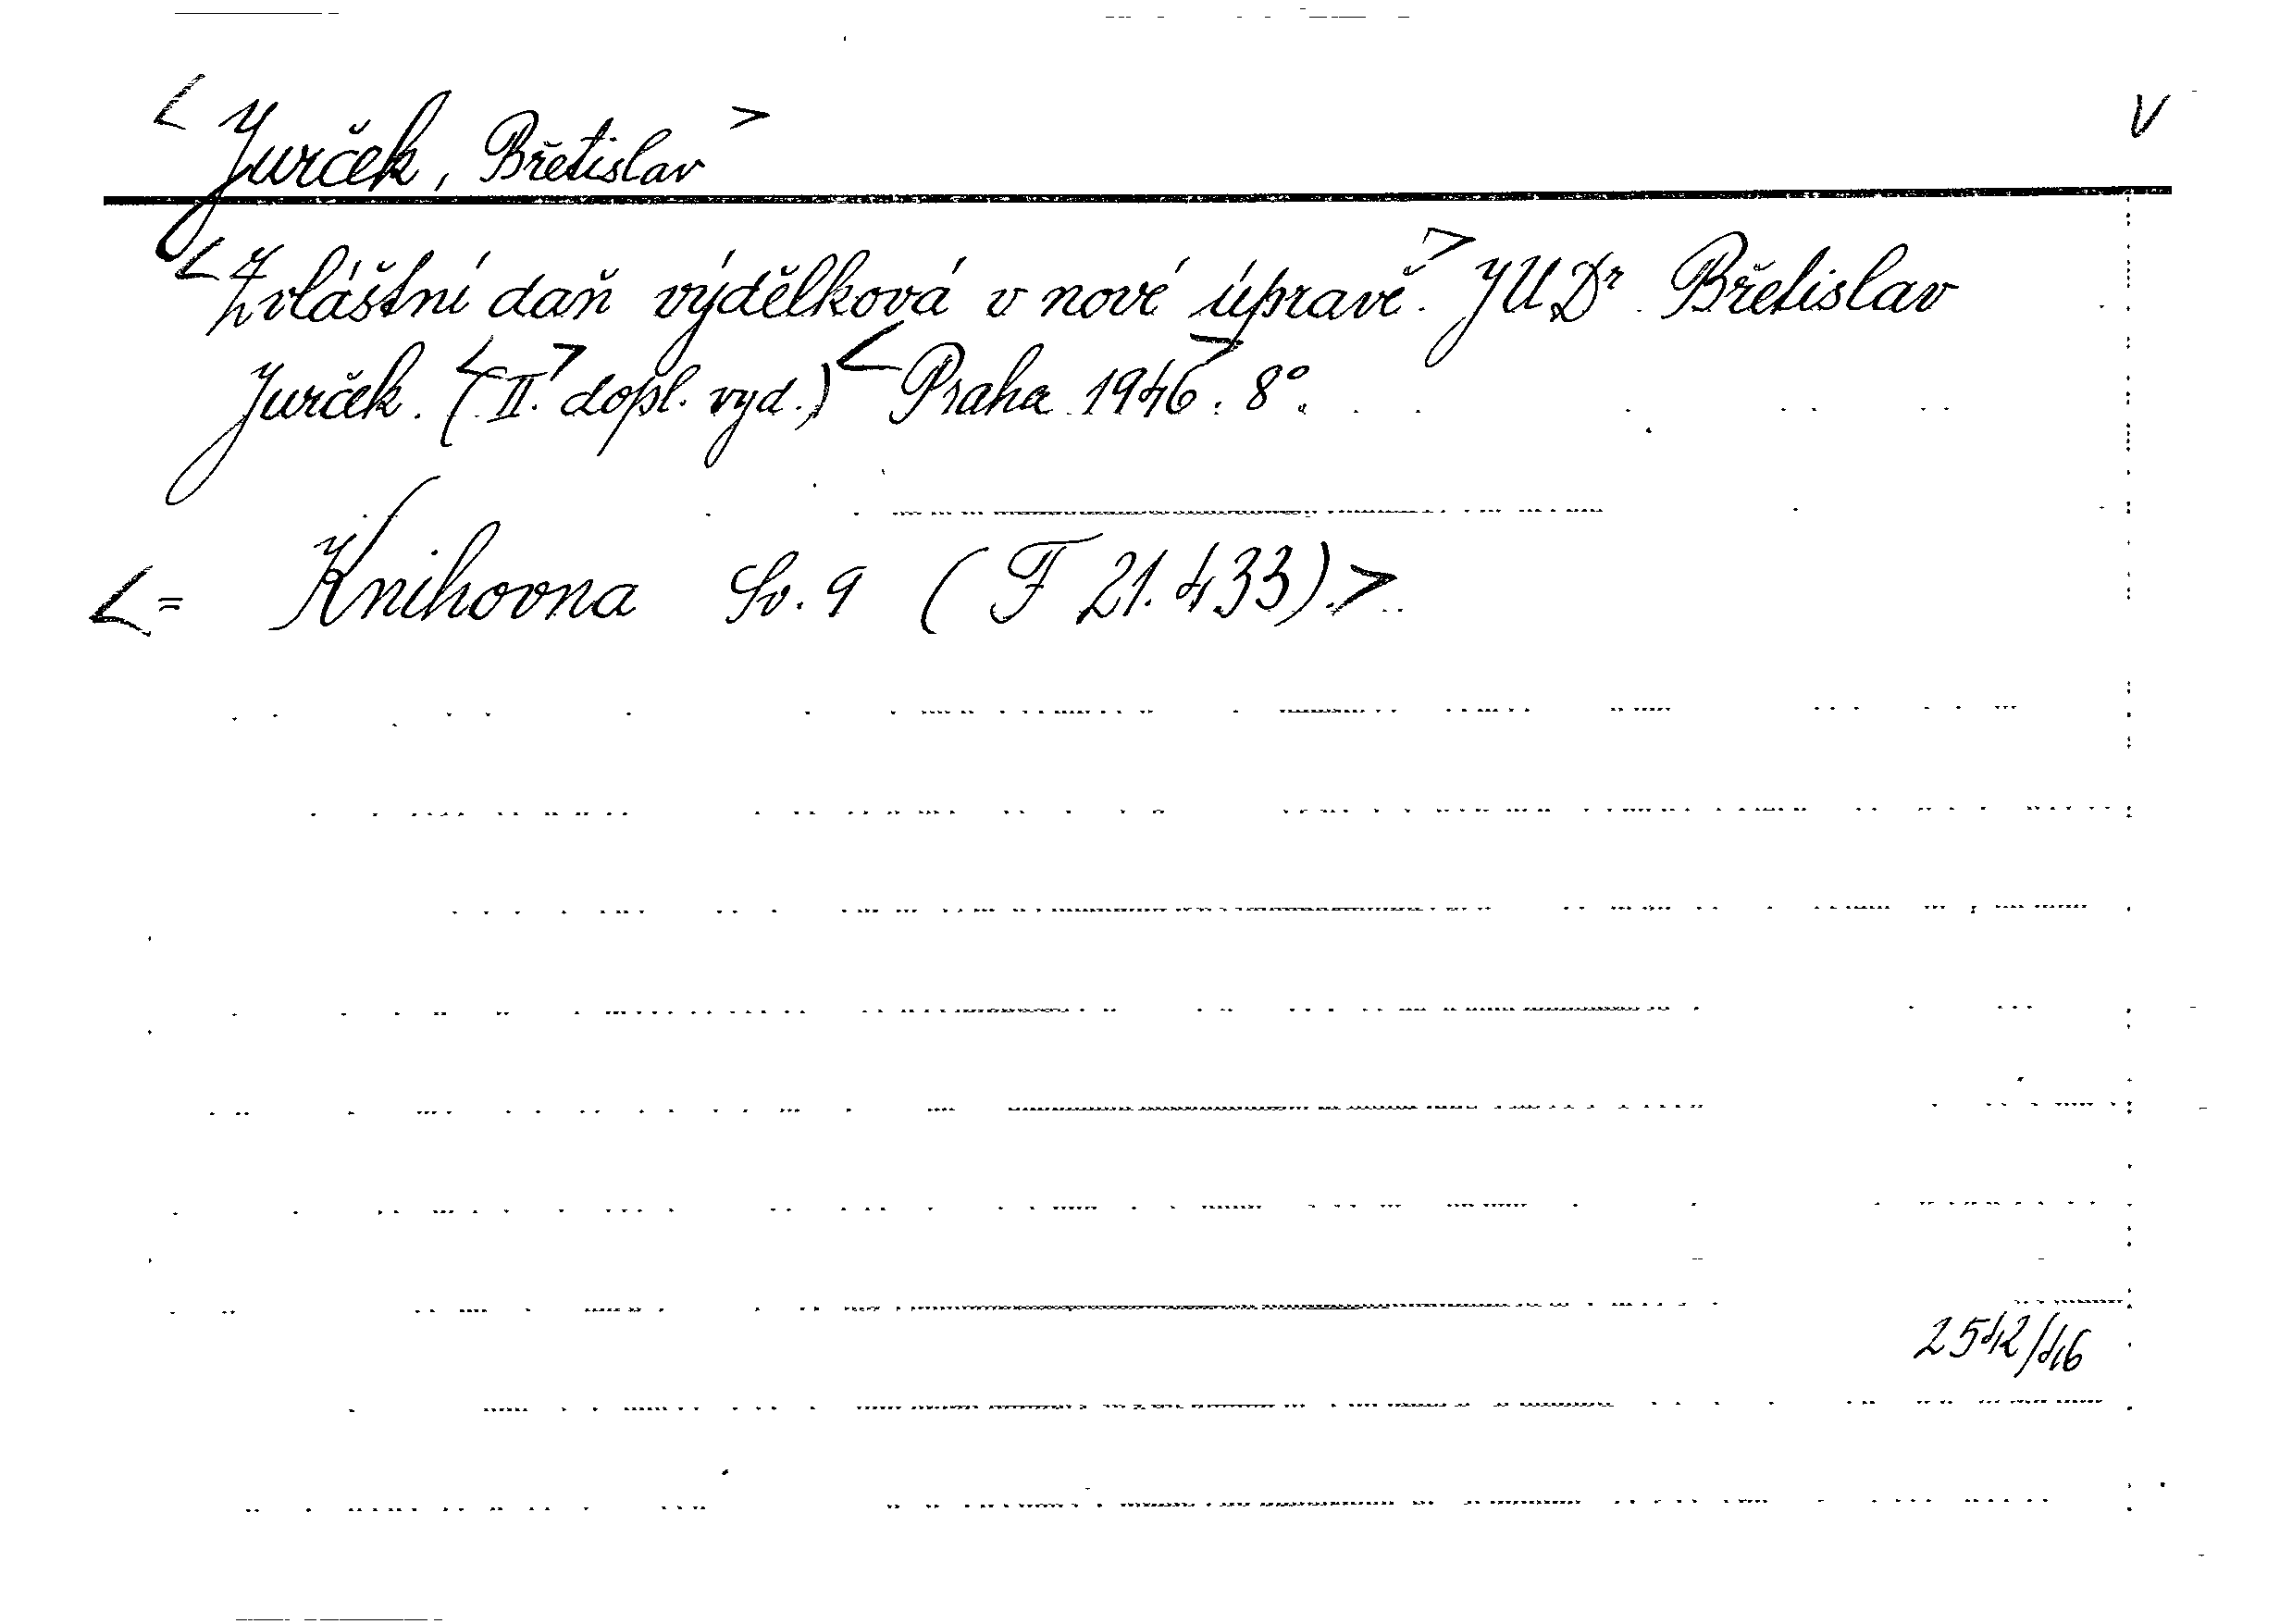 < Jurček, Břetislav > V
< Zvláštní daň výdělková v nové úpravě. > JUDr. Břetislav
Jurček. < (II. > dopl. vyd.) < Praha 1946. > 8°.
< = Knihovna Sv. 9 (F 21.433). >
2542/46